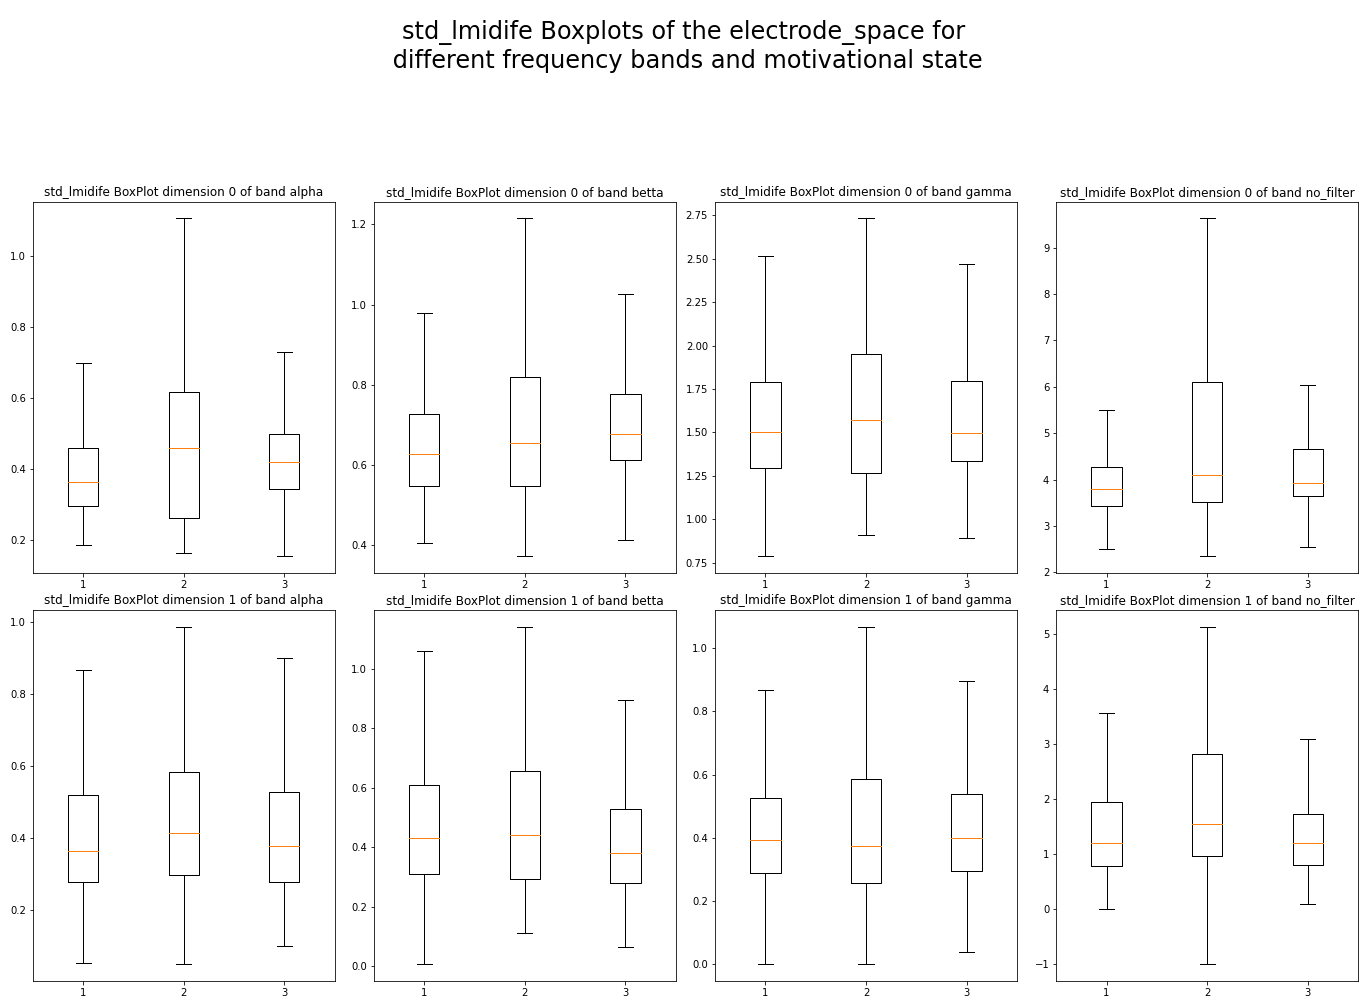 std_lmidife Boxplots of the electrode_space for
different frequency bands and motivational state
std_lmidife BoxPlot dimension 0 of band alpha
1.0
0.8
0.6
0.4
0.2
1 2 3
std_lmidife BoxPlot dimension 0 of band betta
1.2
1.0
0.8
0.6
0.4
1 2 3
std_lmidife BoxPlot dimension 0 of band gamma
2.75
2.50
2.25
2.00
1.75
1.50
1.25
1.00
0.75
1 2 3
std_lmidife BoxPlot dimension 0 of band no_filter
9
8
7
6
5
4
3
2
1 2 3
std_lmidife BoxPlot dimension 1 of band alpha
1.0
0.8
0.6
0.4
0.2
1 2 3
std_lmidife BoxPlot dimension 1 of band betta
1.0
0.8
0.6
0.4
0.2
0.0
1 2 3
std_lmidife BoxPlot dimension 1 of band gamma
1.0
0.8
0.6
0.4
0.2
0.0
1 2 3
std_lmidife BoxPlot dimension 1 of band no_filter
5
4
3
2
1
0
−1
1 2 3